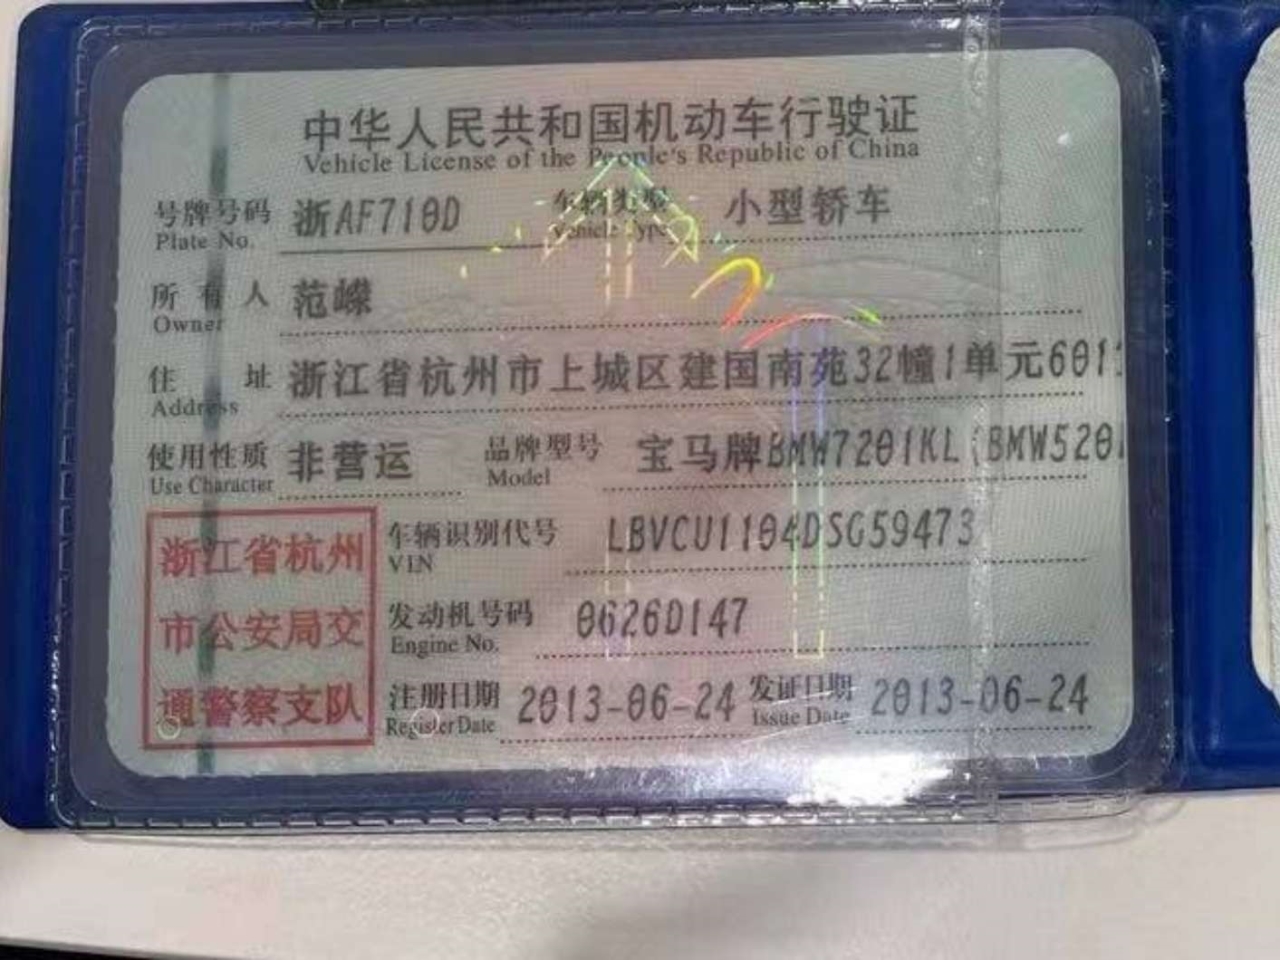 中华人民共和国机动车行驶证
Vehicle License of the People's Republic of China
号牌号码 浙AF710D 车辆类型 小型轿车
Plate No. Vehicle Type
所有人 范嶸
Owner
住址 浙江省杭州市上城区建国南苑32幢1单元601
Address
使用性质 非营运 品牌型号 宝马牌BMW7201KL(BMW520
Use Character Model
浙江省杭州 车辆识别代号 LBVCU1104DSG59473
VIN
市公安局交 发动机号码 0626D147
Engine No.
通警察支队 注册日期 2013-06-24 发证日期 2013-06-24
Register Date Issue Date